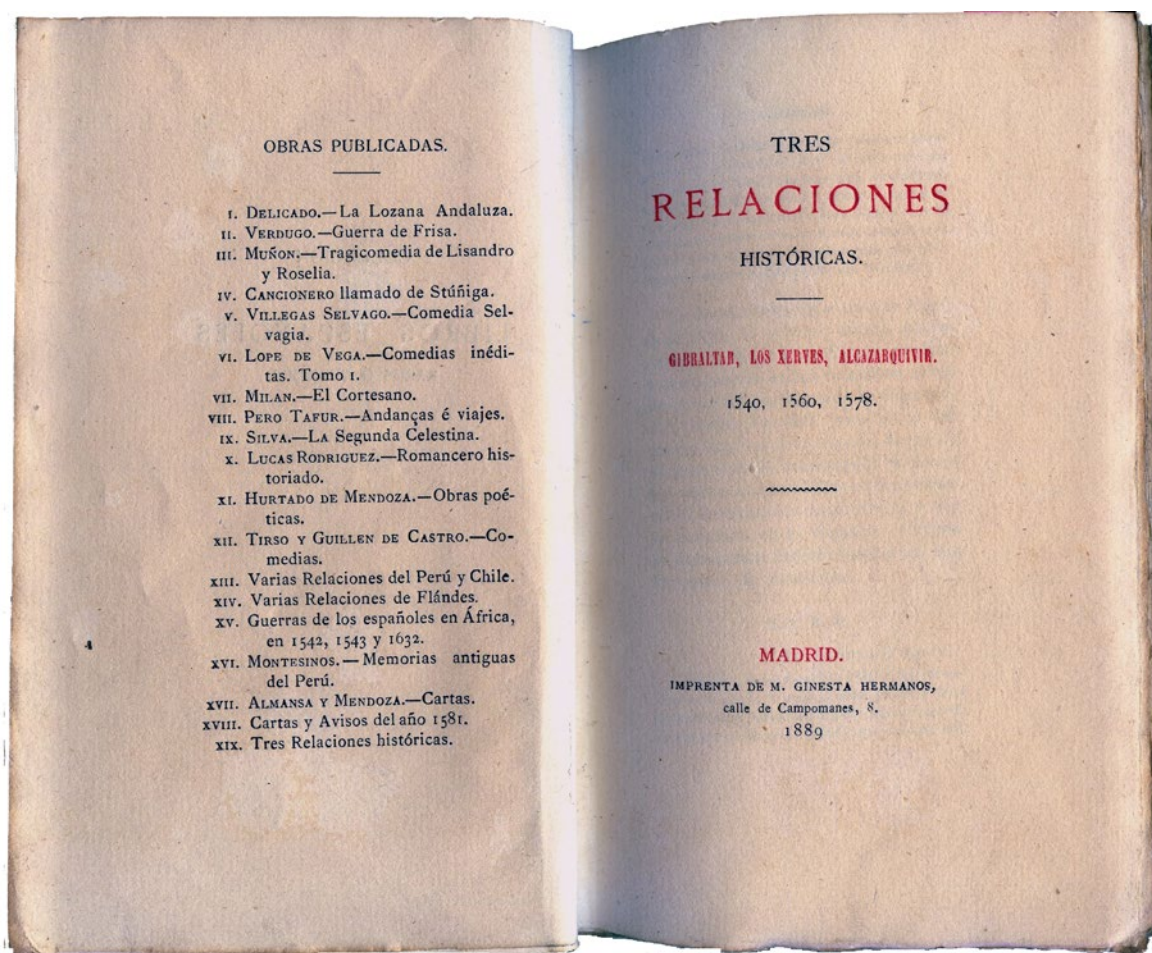 OBRAS PUBLICADAS.
I. DELICADO.—La Lozana Andaluza.
II. VERDUGO.—Guerra de Frisa.
III. MUÑON.—Tragicomedia de Lisandro
y Roselia.
IV. CANCIONERO llamado de Stúñiga.
V. VILLEGAS SELVAGO.—Comedia Sel-
vagia.
VI. LOPE DE VEGA.—Comedias inédi-
tas. Tomo I.
VII. MILAN.—El Cortesano.
VIII. PERO TAFUR.—Andanças é viajes.
IX. SILVA.—LA Segunda Celestina.
X. LUCAS RODRIGUEZ.—Romancero his-
toriado.
XI. HURTADO DE MENDOZA.—Obras poé-
ticas.
XII. TIRSO Y GUILLEN DE CASTRO.—Co-
medias.
XIII. Varias Relaciones del Perú y Chile.
XIV. Varias Relaciones de Flándes.
XV. Guerras de los españoles en África,
en 1542, 1543 y 1632.
XVI. MONTESINOS.—Memorias antiguas
del Perú.
XVII. ALMANSA Y MENDOZA.—Cartas.
XVIII. Cartas y Avisos del año 1581.
XIX. Tres Relaciones históricas.
TRES
RELACIONES
HISTÓRICAS.
GIBRALTAR, LOS XERVES, ALCAZARQUIVIR.
1540, 1560, 1578.
MADRID.
IMPRENTA DE M. GINESTA HERMANOS,
calle de Campomanes, 8.
1889